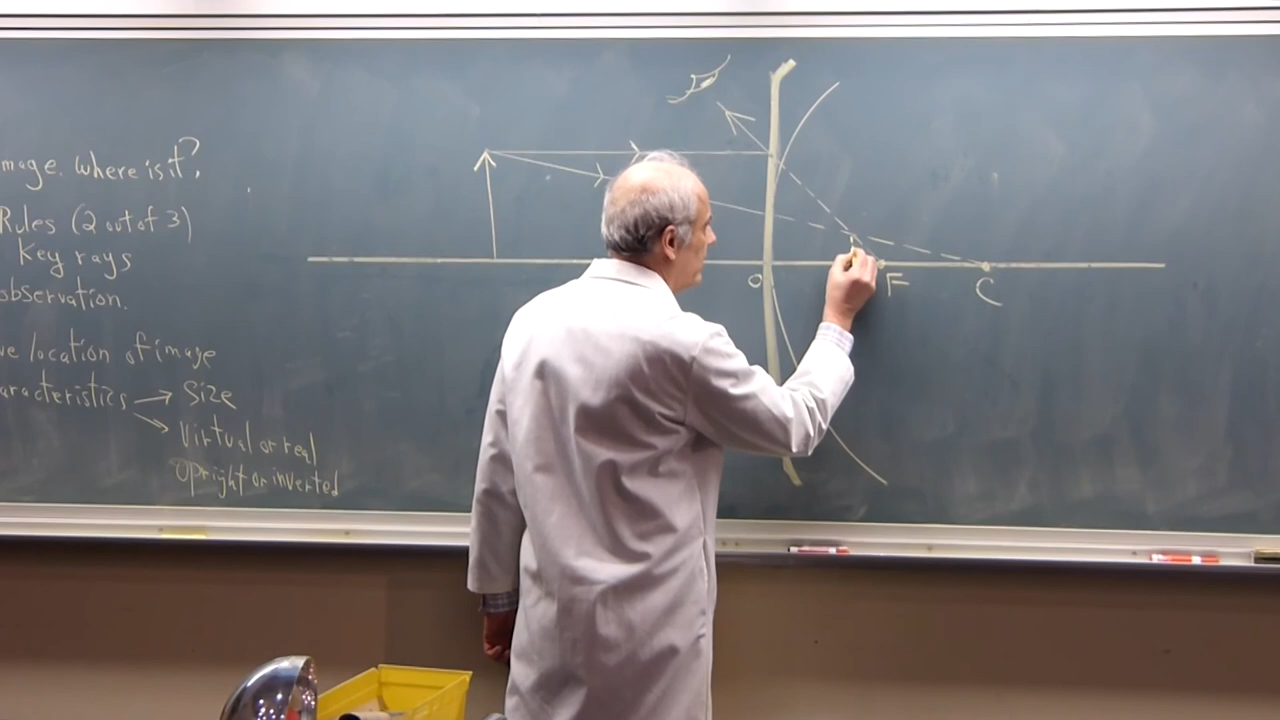 mage. Where is it?
Rules (2 out of 3)
Key rays
observation.
ve location of image
aracteristics → Size
Virtual or real
Upright or inverted
O
F
C